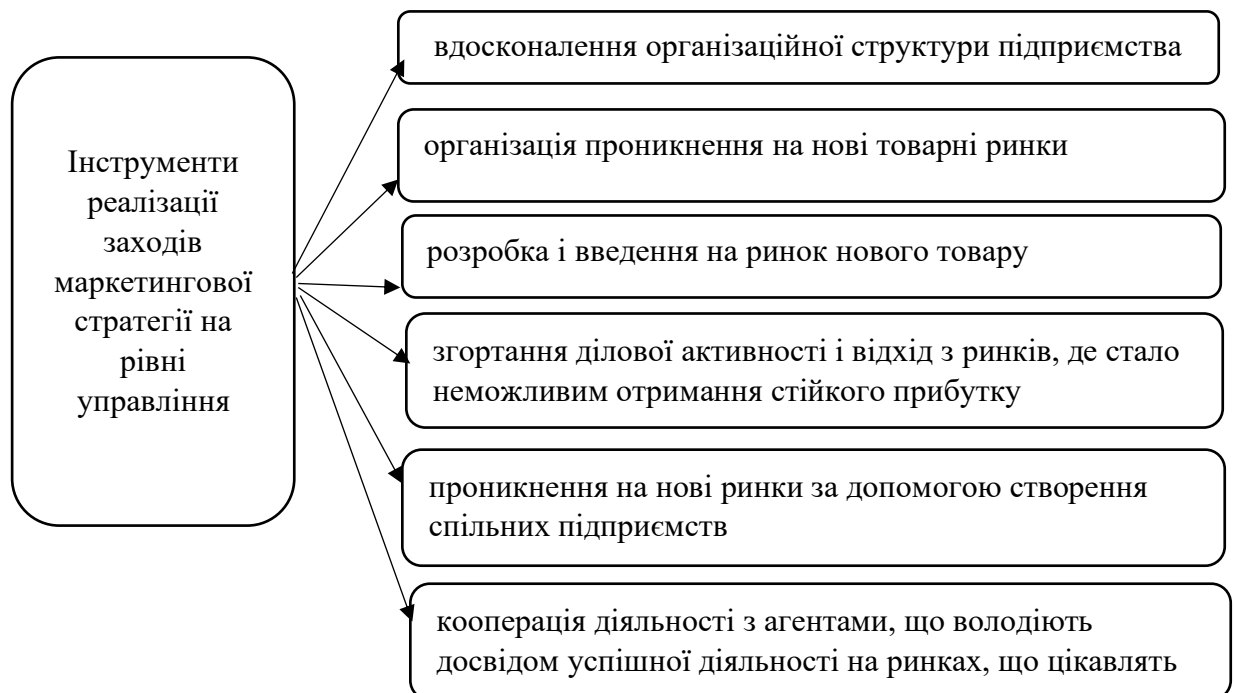 Інструменти
реалізації
заходів
маркетингової
стратегії на
рівні
управління
вдосконалення організаційної структури підприємства
організація проникнення на нові товарні ринки
розробка і введення на ринок нового товару
згортання ділової активності і відхід з ринків, де стало
неможливим отримання стійкого прибутку
проникнення на нові ринки за допомогою створення
спільних підприємств
кооперація діяльності з агентами, що володіють
досвідом успішної діяльності на ринках, що цікавлять